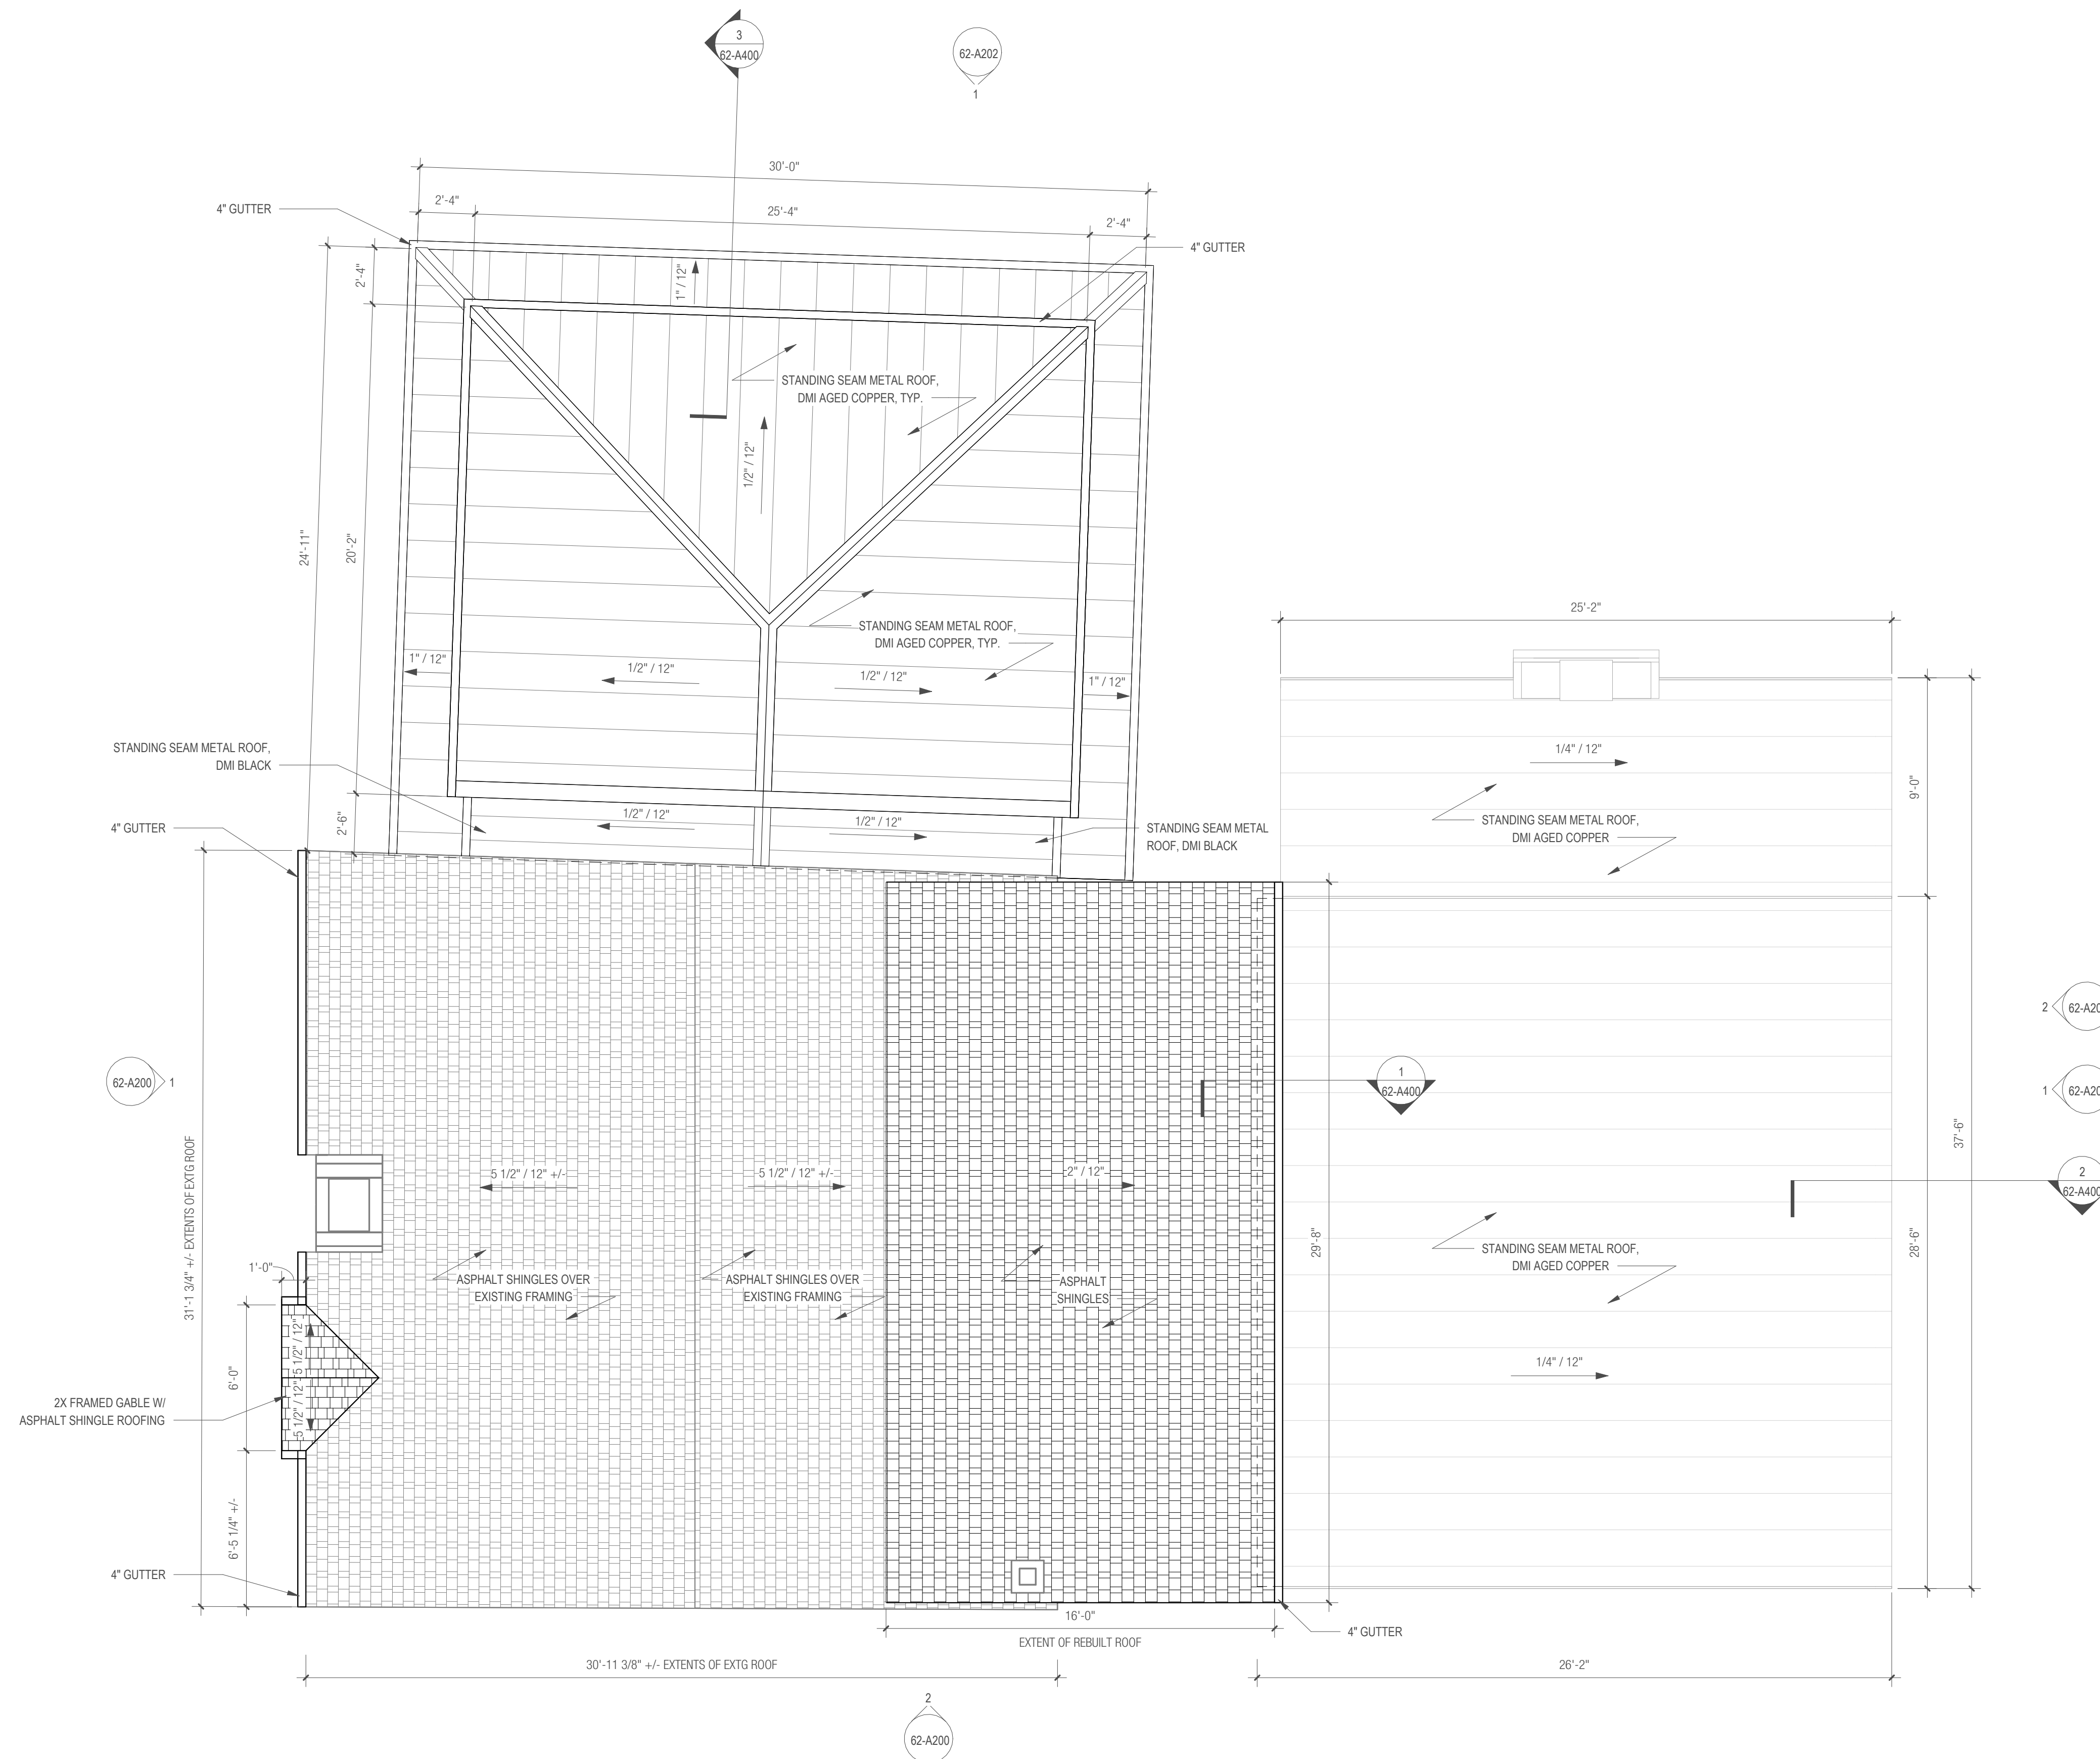 3
62-A400
62-A202
1
30'-0"
2'-4"
25'-4"
2'-4"
4" GUTTER
4" GUTTER
2'-4"
1" / 12"
STANDING SEAM METAL ROOF,
DMI AGED COPPER, TYP.
1/2" / 12"
24'-11"
20'-2"
25'-2"
STANDING SEAM METAL ROOF,
DMI AGED COPPER, TYP.
1" / 12"
1/2" / 12"
1/2" / 12"
1" / 12"
STANDING SEAM METAL ROOF,
DMI BLACK
1/4" / 12"
9'-0"
2'-6"
1/2" / 12"
1/2" / 12"
4" GUTTER
STANDING SEAM METAL
ROOF, DMI BLACK
STANDING SEAM METAL ROOF,
DMI AGED COPPER
2
62-A20
62-A200
1
1
62-A400
1
62-A20
37'-6"
31'-1 3/4" +/- EXTENTS OF EXTG ROOF
5 1/2" / 12" +/-
5 1/2" / 12" +/-
2" / 12"
2
62-A400
29'-8"
28'-6"
STANDING SEAM METAL ROOF,
DMI AGED COPPER
1'-0"
ASPHALT SHINGLES OVER
EXISTING FRAMING
ASPHALT SHINGLES OVER
EXISTING FRAMING
ASPHALT
SHINGLES
5 1/2" / 12"
5 1/2" / 12"
6'-0"
1/4" / 12"
2X FRAMED GABLE W/
ASPHALT SHINGLE ROOFING
6'-5 1/4" +/-
4" GUTTER
16'-0"
EXTENT OF REBUILT ROOF
4" GUTTER
30'-11 3/8" +/- EXTENTS OF EXTG ROOF
26'-2"
2
62-A200